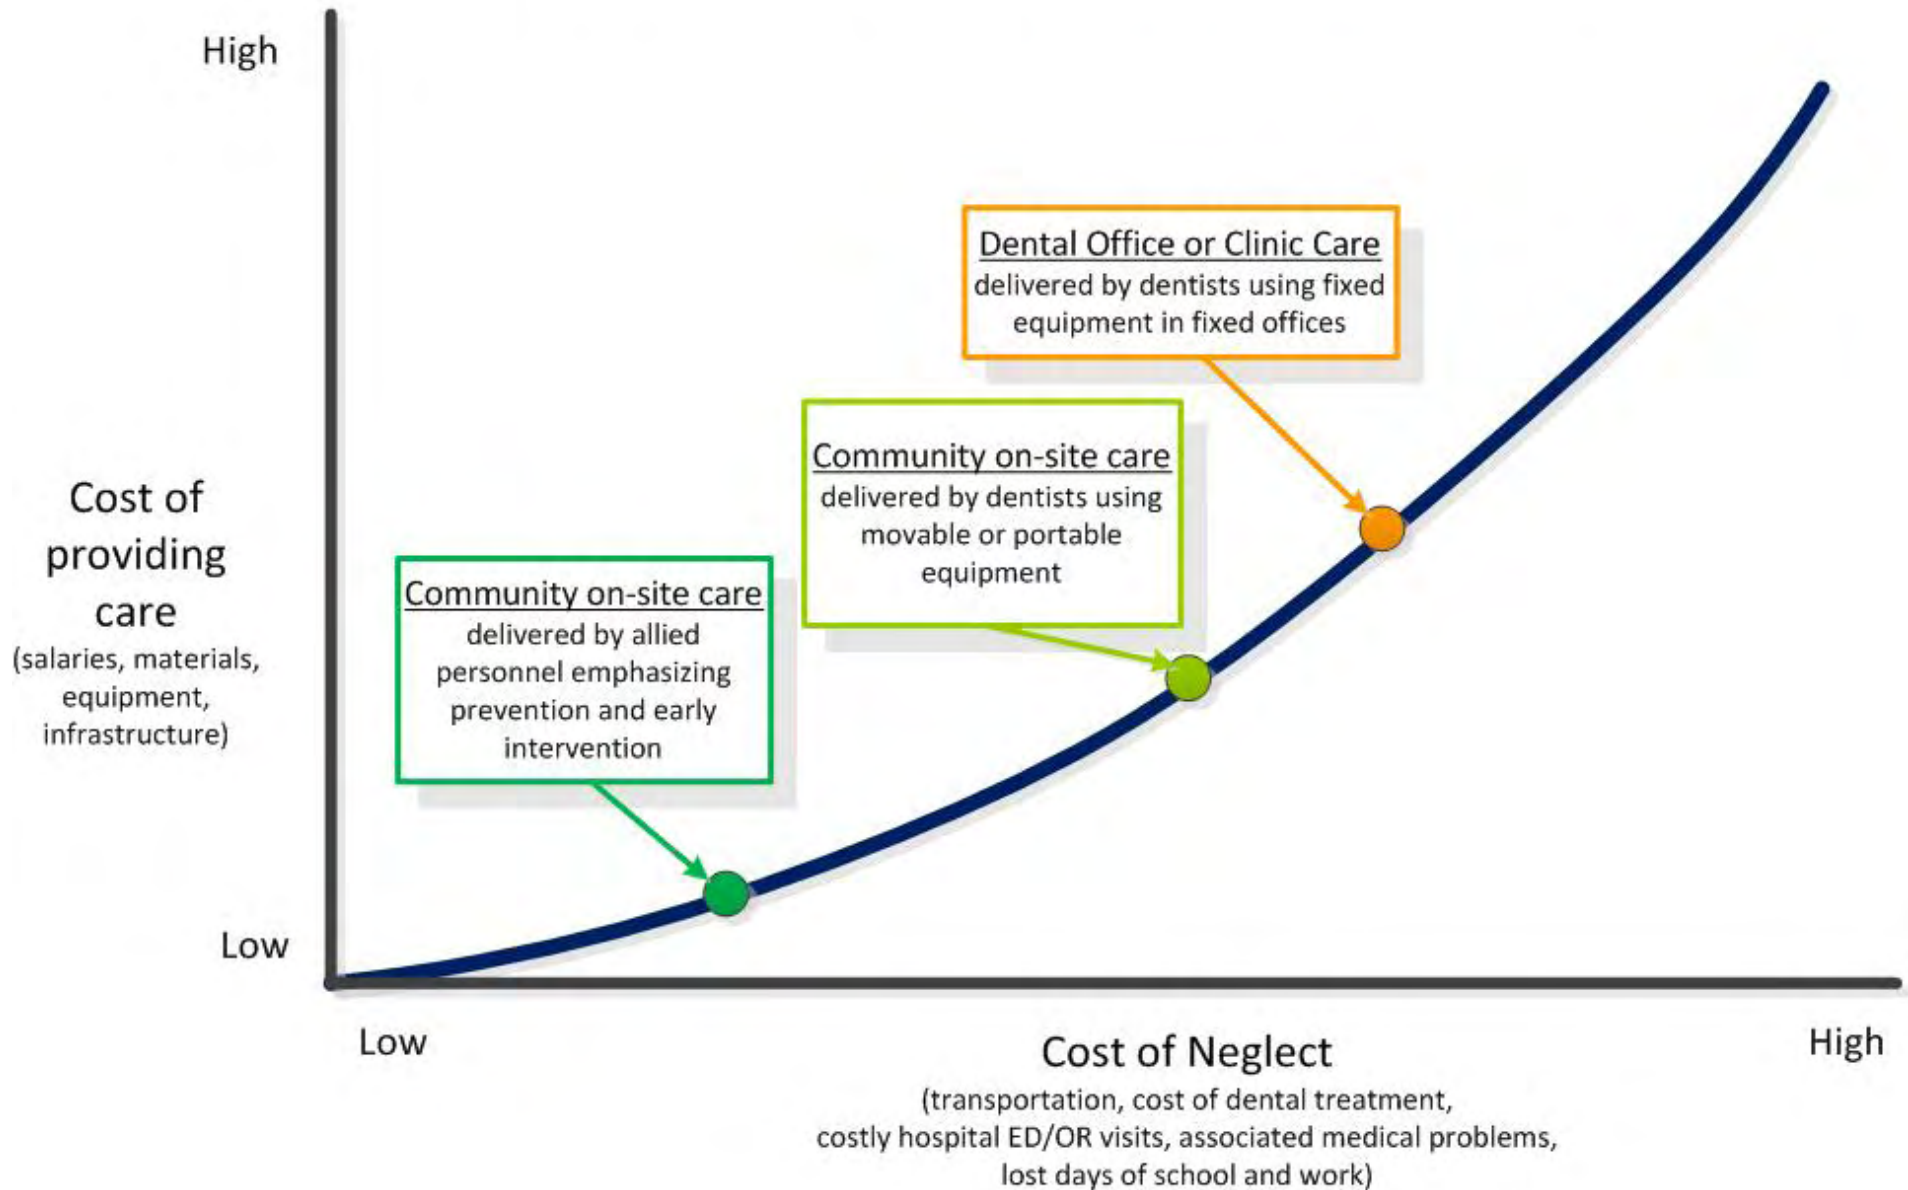 High
Dental Office or Clinic Care
delivered by dentists using fixed
equipment in fixed offices
Community on-site care
delivered by dentists using
movable or portable
equipment
Cost of
providing
care
(salaries, materials,
equipment,
infrastructure)
Community on-site care
delivered by allied
personnel emphasizing
prevention and early
intervention
Low
Low
Cost of Neglect
(transportation, cost of dental treatment,
costly hospital ED/OR visits, associated medical problems,
lost days of school and work)
High